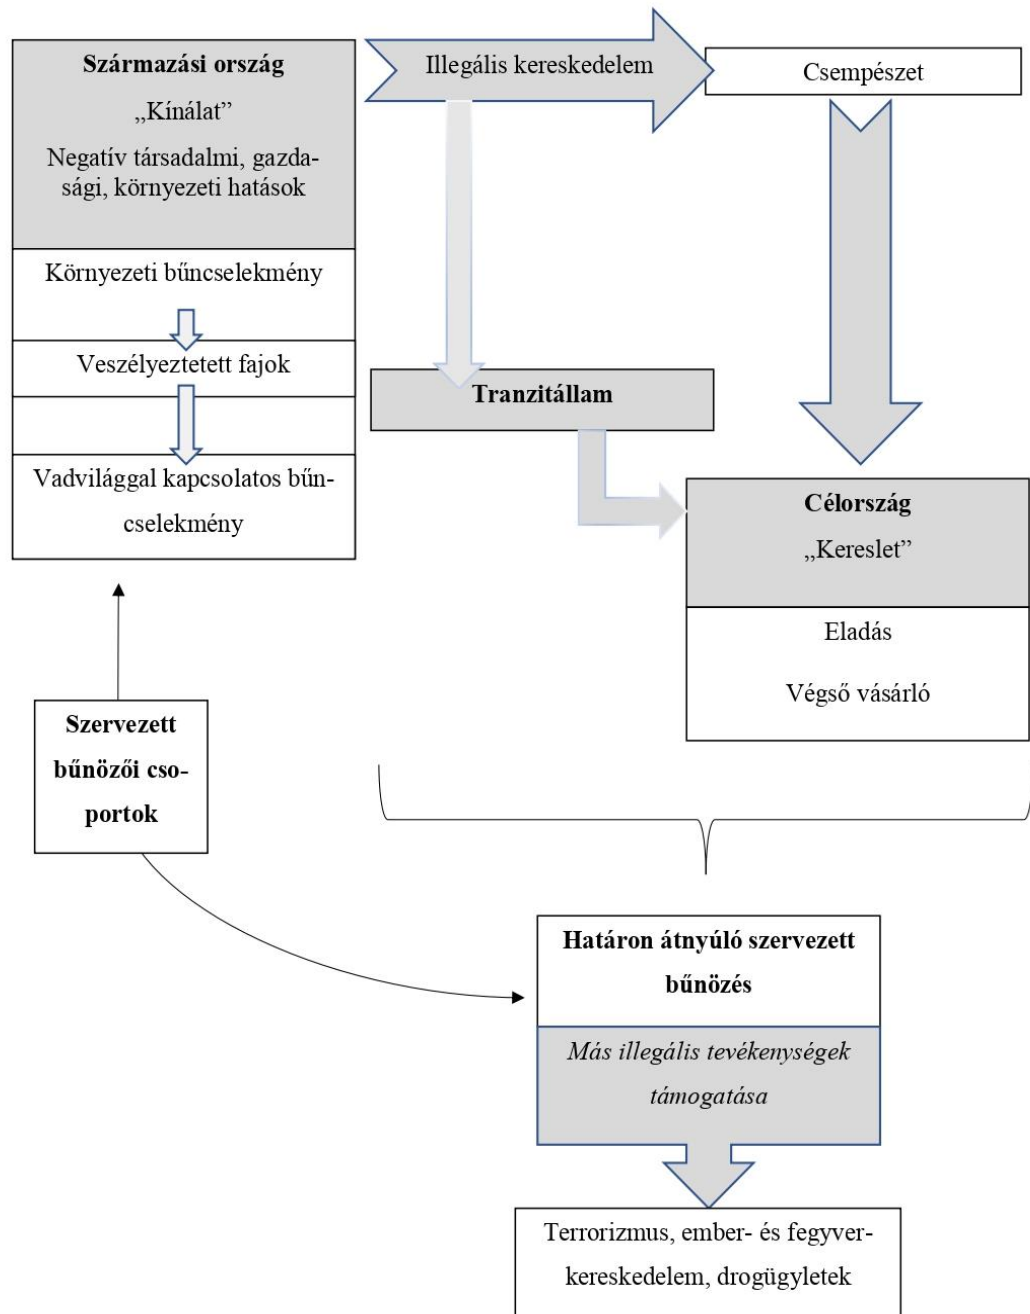 Származási ország
„Kínálat”
Negatív társadalmi, gazda-
sági, környezeti hatások
Környezeti bűncselekmény
Veszélyeztetett fajok
Vadvilággal kapcsolatos bűn-
cselekmény
Illegális kereskedelem
Csempészet
Tranzitállam
Célország
„Kereslet”
Eladás
Végső vásárló
Szervezett
bűnözői cso-
portok
Határon átnyúló szervezett
bűnözés
Más illegális tevékenységek
támogatása
Terrorizmus, ember- és fegyver-
kereskedelem, drogügyletek